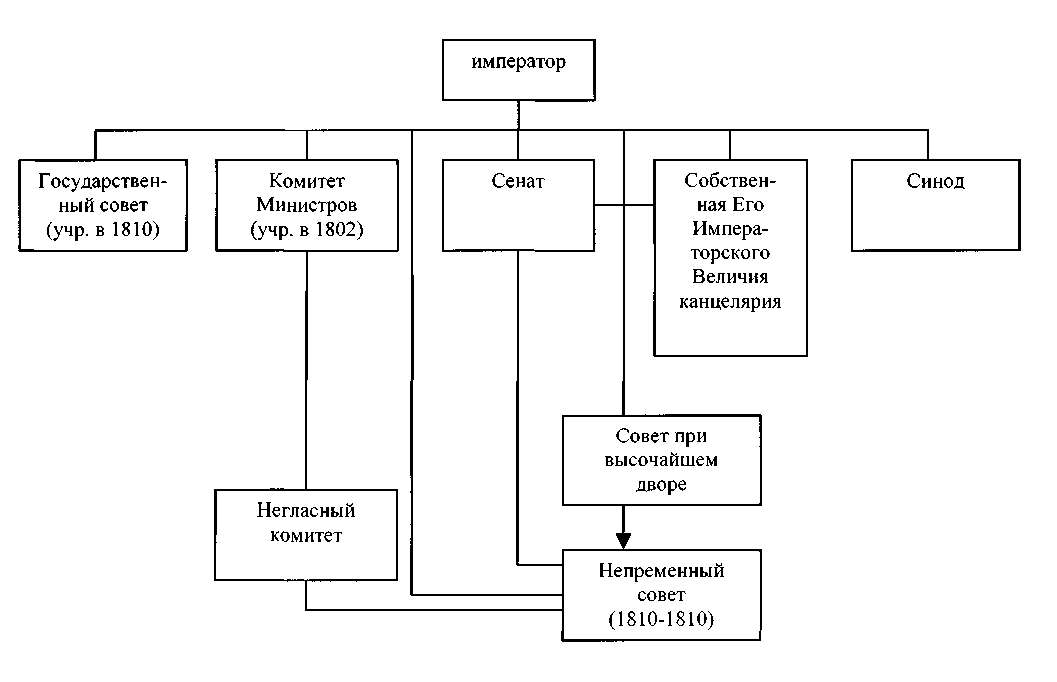 император
Государствен-
ный совет
(учр. в 1810)
Комитет
Министров
(учр. в 1802)
Сенат
Собствен-
ная Его
Импера-
торского
Величия
канцелярия
Синод
Совет при
высочайшем
дворе
Негласный
комитет
Непременный
совет
(1810-1810)